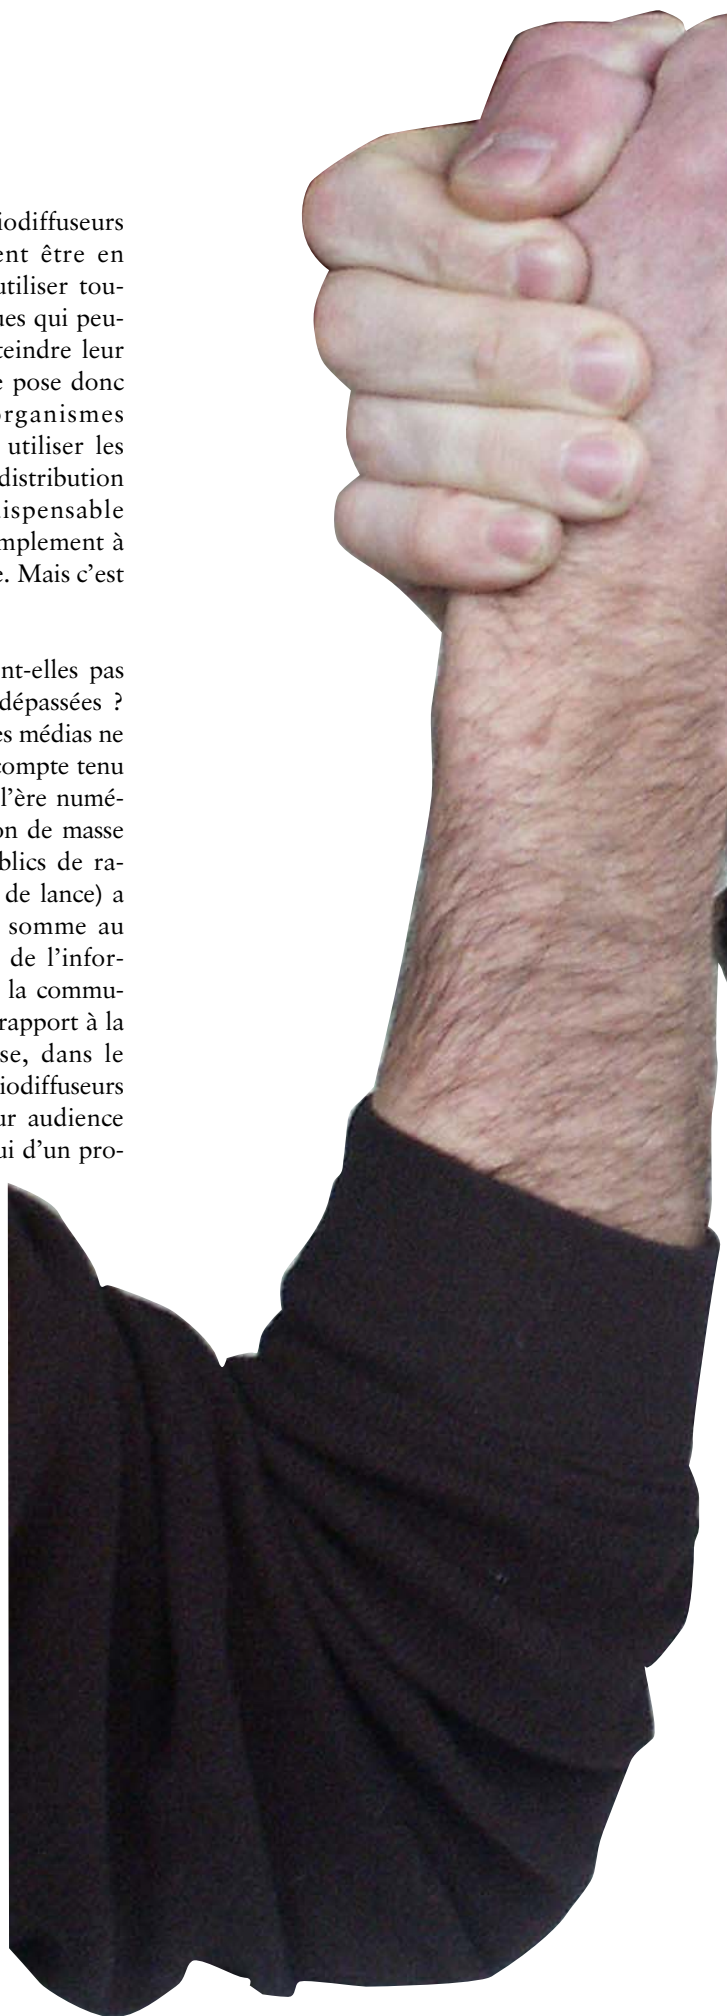 iodiffuseurs
ent être en
utiliser tou-
ues qui peu-
teindre leur
e pose donc
organismes
utiliser les
distribution
dispensable
mplement à
e. Mais c'est
nt-elles pas
dépassées ?
es médias ne
compte tenu
l'ère numé-
on de masse
blics de ra-
de lance) a
somme au
de l'infor-
la commu-
rapport à la
se, dans le
iodiffuseurs
ur audience
ui d'un pro-